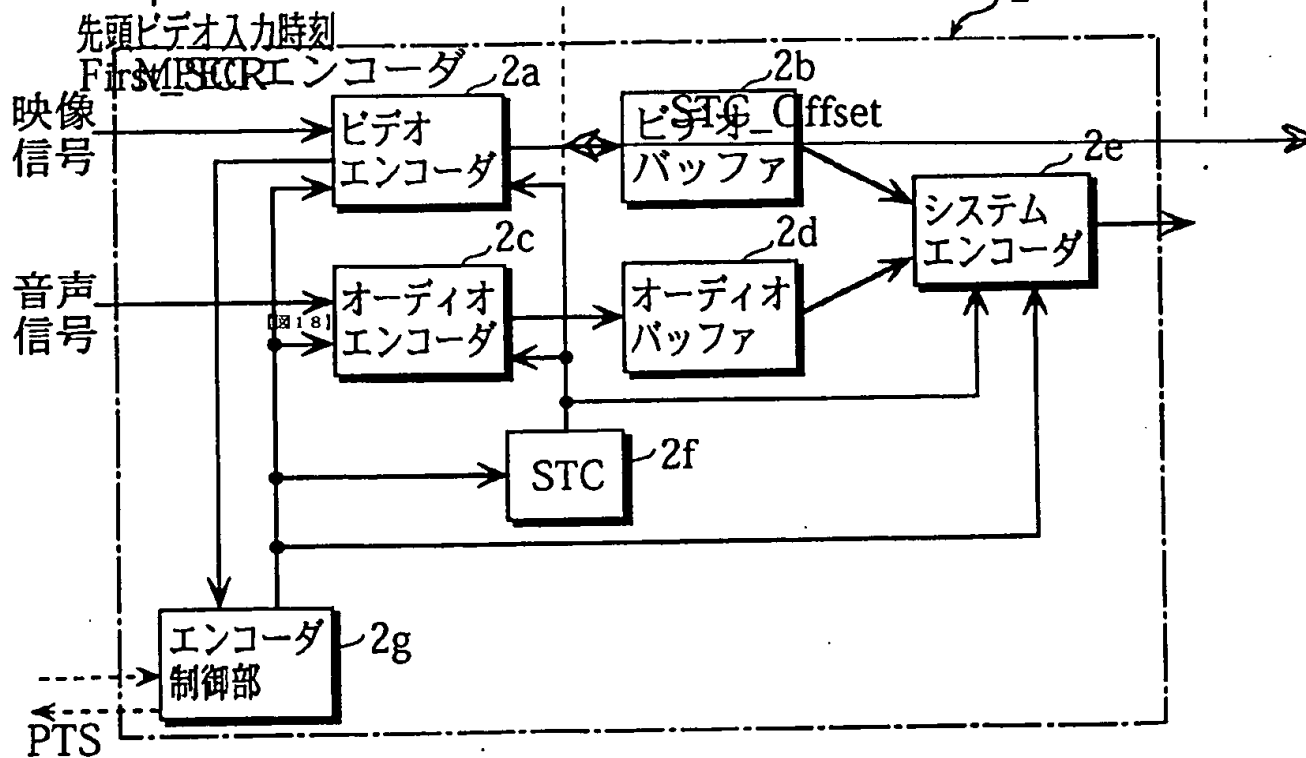 先頭ビデオ入力時刻
First_SCR
MPEGエンコーダ
2a
2b
STC_Offset
映像
信号
ビデオ
エンコーダ
ビデオ
バッファ
2e
システム
エンコーダ
2c
2d
音声
信号
【図18】
オーディオ
エンコーダ
オーディオ
バッファ
STC
2f
エンコーダ
制御部
2g
PTS